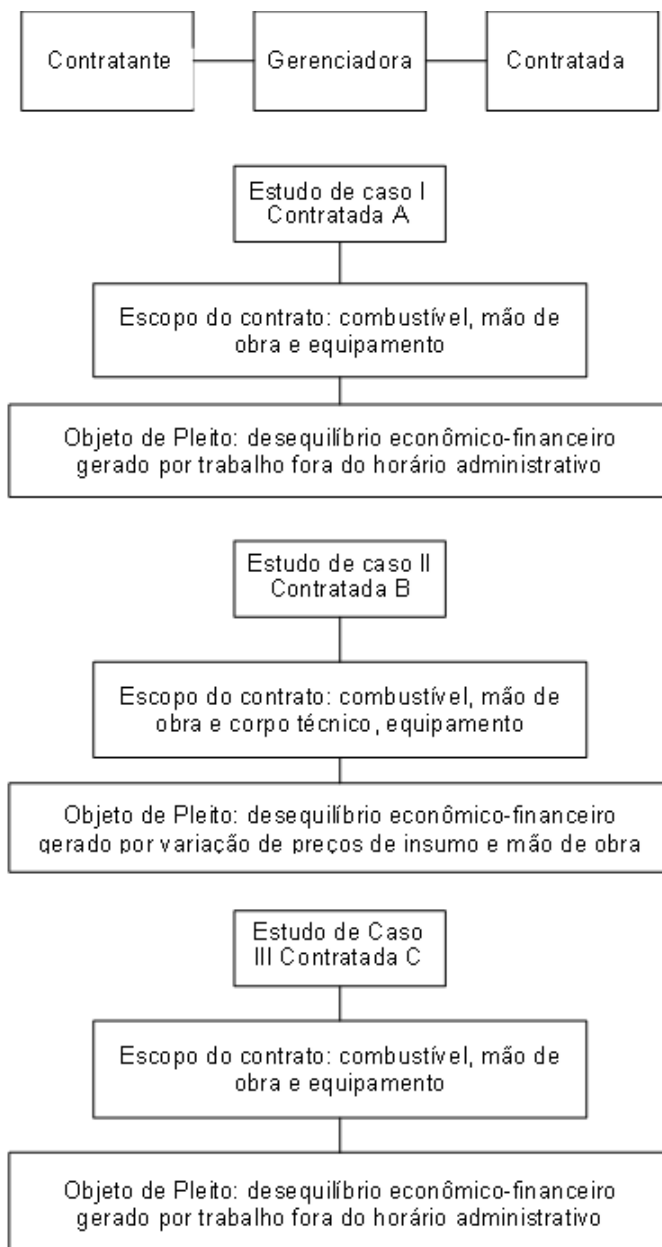 Contratante
Gerenciadora
Contratada
Estudo de caso I
Contratada A
Escopo do contrato: combustível, mão de
obra e equipamento
Objeto de Pleito: desequilíbrio econômico-financeiro
gerado por trabalho fora do horário administrativo
Estudo de caso II
Contratada B
Escopo do contrato: combustível, mão de
obra e corpo técnico, equipamento
Objeto de Pleito: desequilíbrio econômico-financeiro
gerado por variação de preços de insumo e mão de obra
Estudo de Caso
III Contratada C
Escopo do contrato: combustível, mão de
obra e equipamento
Objeto de Pleito: desequilíbrio econômico-financeiro
gerado por trabalho fora do horário administrativo